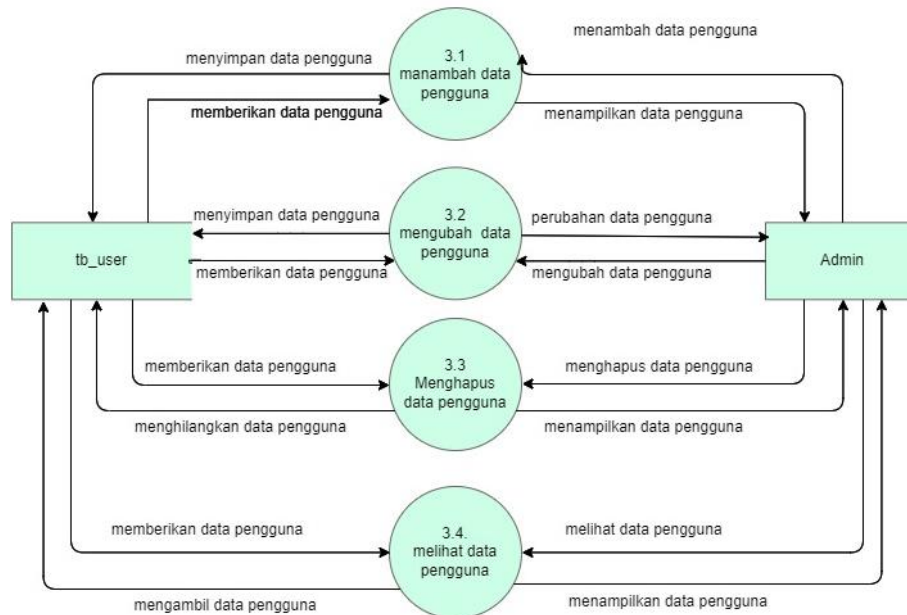 menambah data pengguna
3.1
manambah data
pengguna
menyimpan data pengguna
memberikan data pengguna
menampilkan data pengguna
menyimpan data pengguna
3.2
mengubah data
pengguna
perubahan data pengguna
tb_user
Admin
memberikan data pengguna
mengubah data pengguna
memberikan data pengguna
3.3
Menghapus
data pengguna
menghapus data pengguna
menghilangkan data pengguna
menampilkan data pengguna
memberikan data pengguna
3.4.
melihat data
pengguna
melihat data pengguna
mengambil data pengguna
menampilkan data pengguna